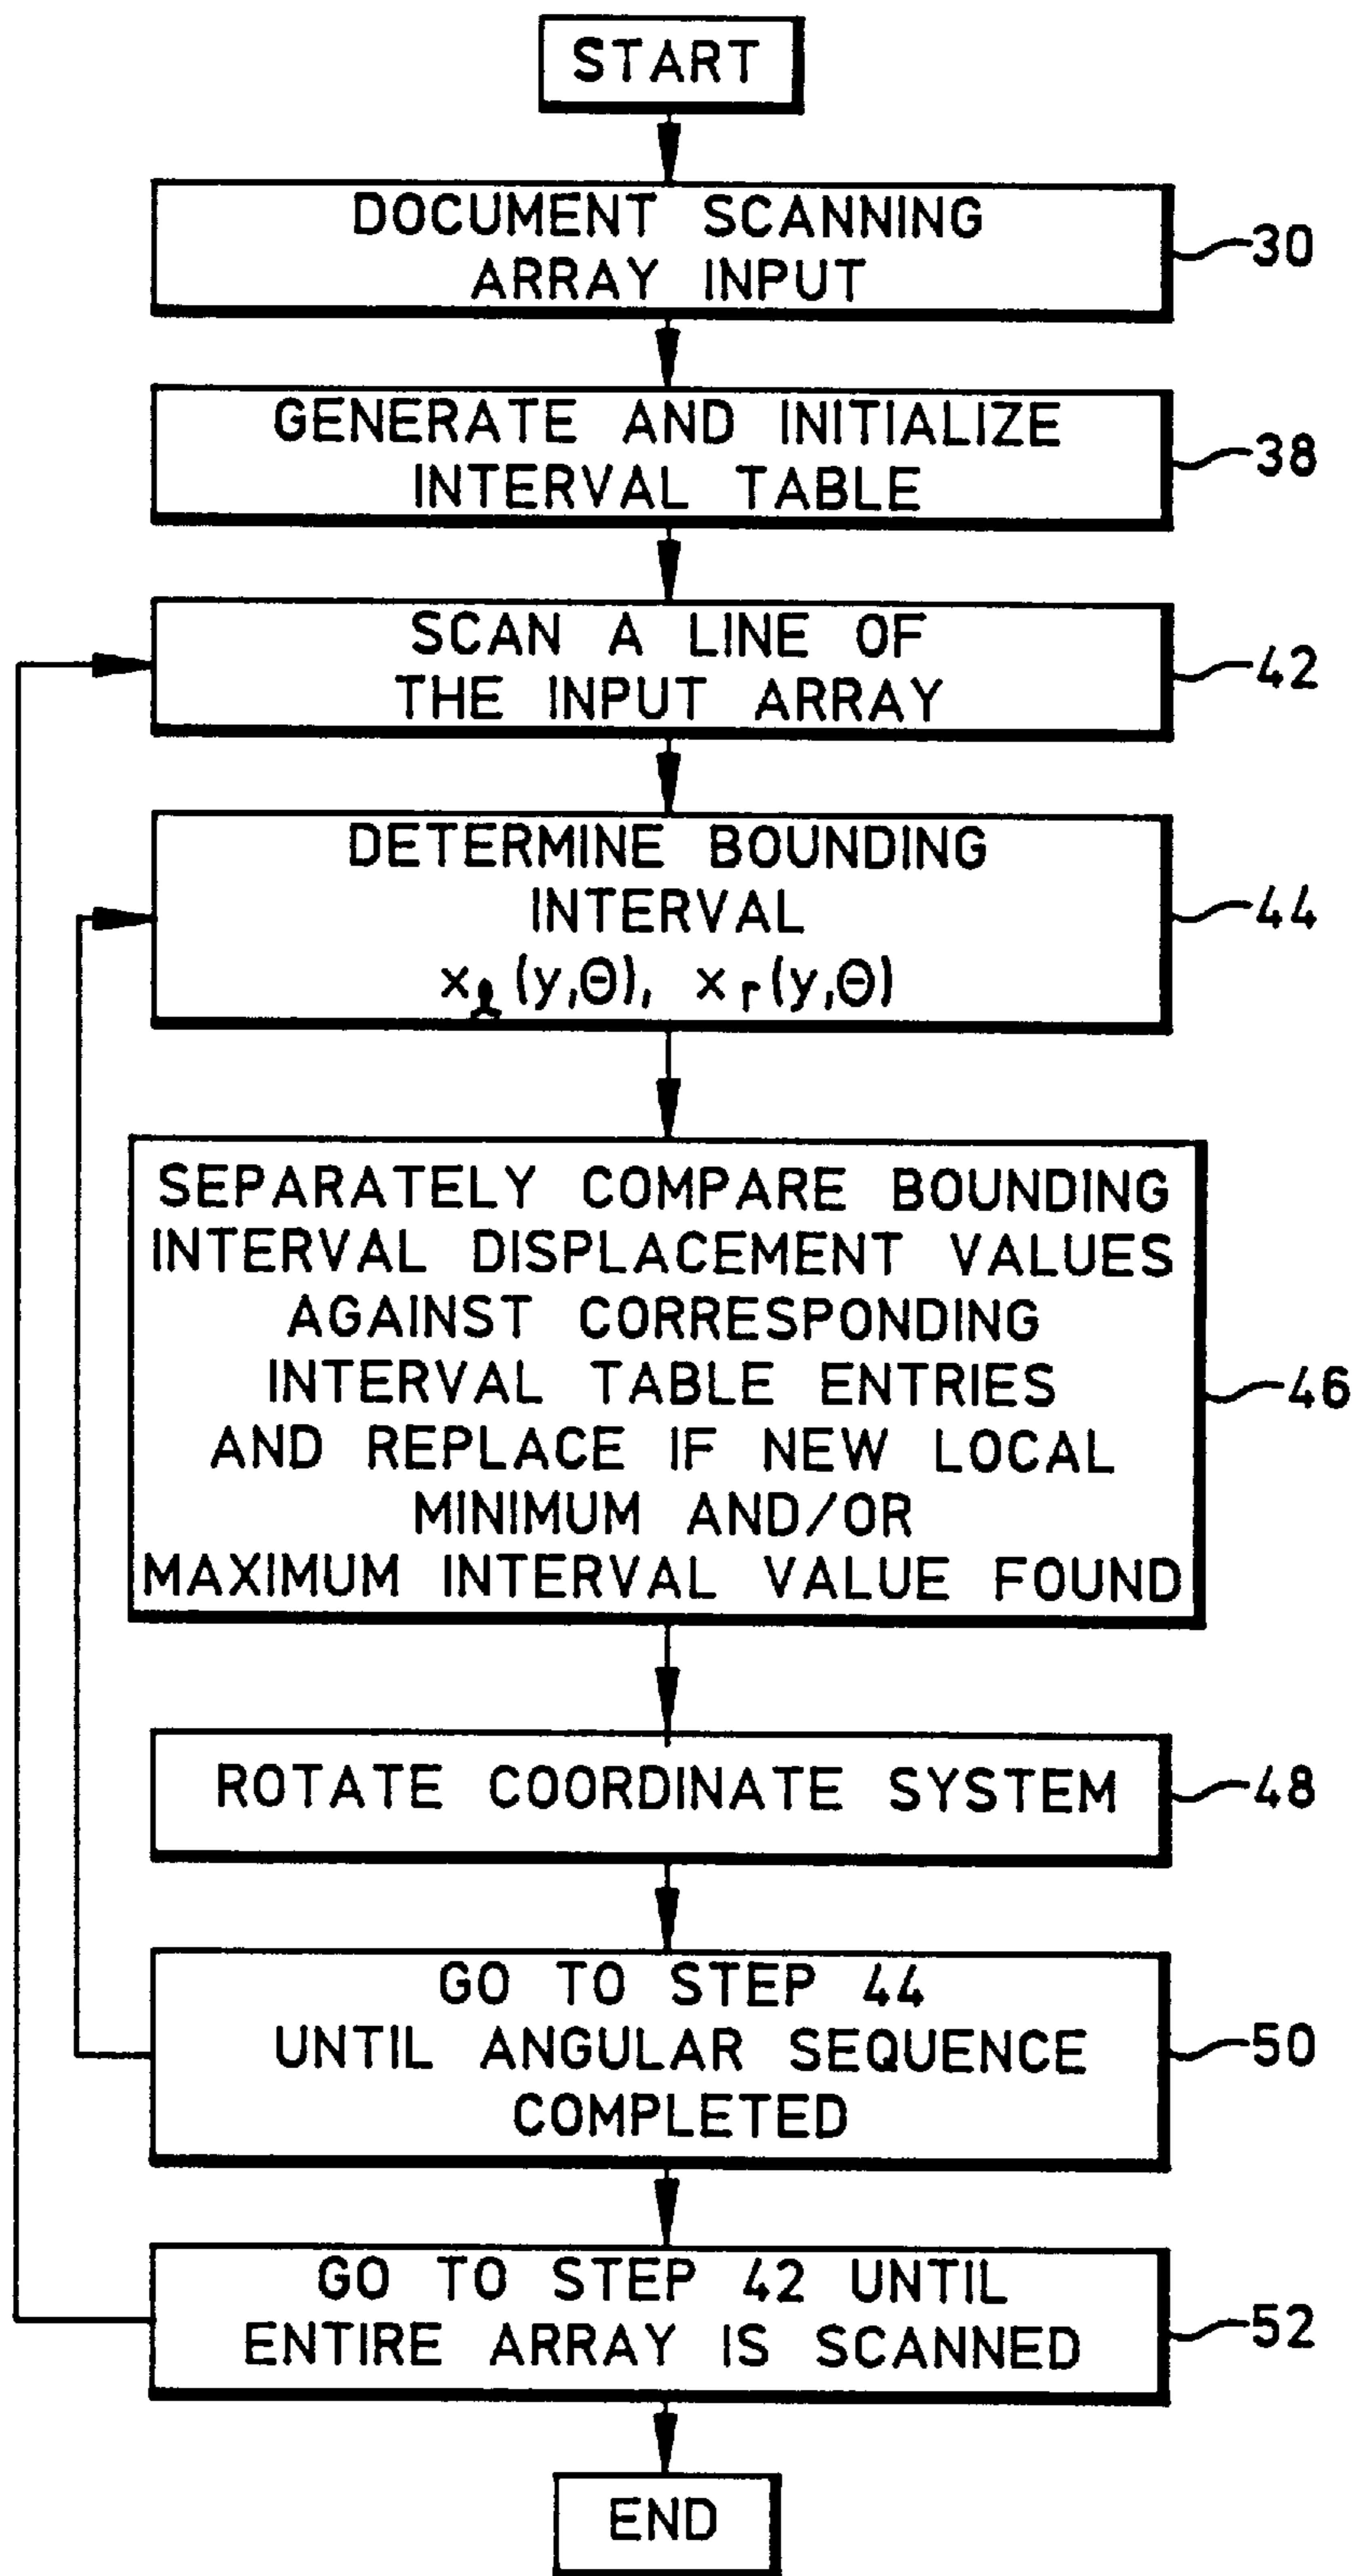 START
DOCUMENT SCANNING
ARRAY INPUT
30
GENERATE AND INITIALIZE
INTERVAL TABLE
38
SCAN A LINE OF
THE INPUT ARRAY
42
DETERMINE BOUNDING
INTERVAL
xℓ (y,Θ), xr (y,Θ)
44
SEPARATELY COMPARE BOUNDING
INTERVAL DISPLACEMENT VALUES
AGAINST CORRESPONDING
INTERVAL TABLE ENTRIES
AND REPLACE IF NEW LOCAL
MINIMUM AND/OR
MAXIMUM INTERVAL VALUE FOUND
46
ROTATE COORDINATE SYSTEM
48
GO TO STEP 44
UNTIL ANGULAR SEQUENCE
COMPLETED
50
GO TO STEP 42 UNTIL
ENTIRE ARRAY IS SCANNED
52
END